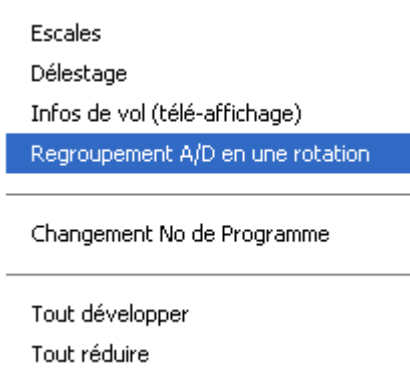 Escales
Délestage
Infos de vol (télé-affichage)
Regroupement A/D en une rotation
Changement No de Programme
Tout développer
Tout réduire